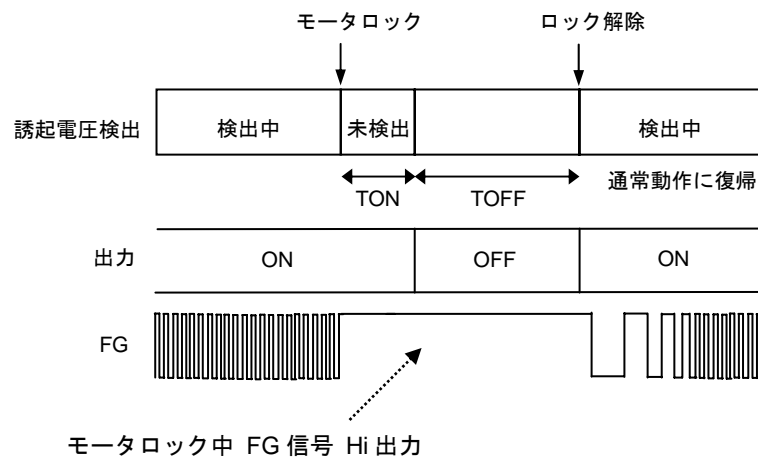 モータロック ロック解除
誘起電圧検出 検出中 未検出 検出中
TON TOFF 通常動作に復帰
出力 ON OFF ON
FG
モータロック中 FG 信号 Hi 出力